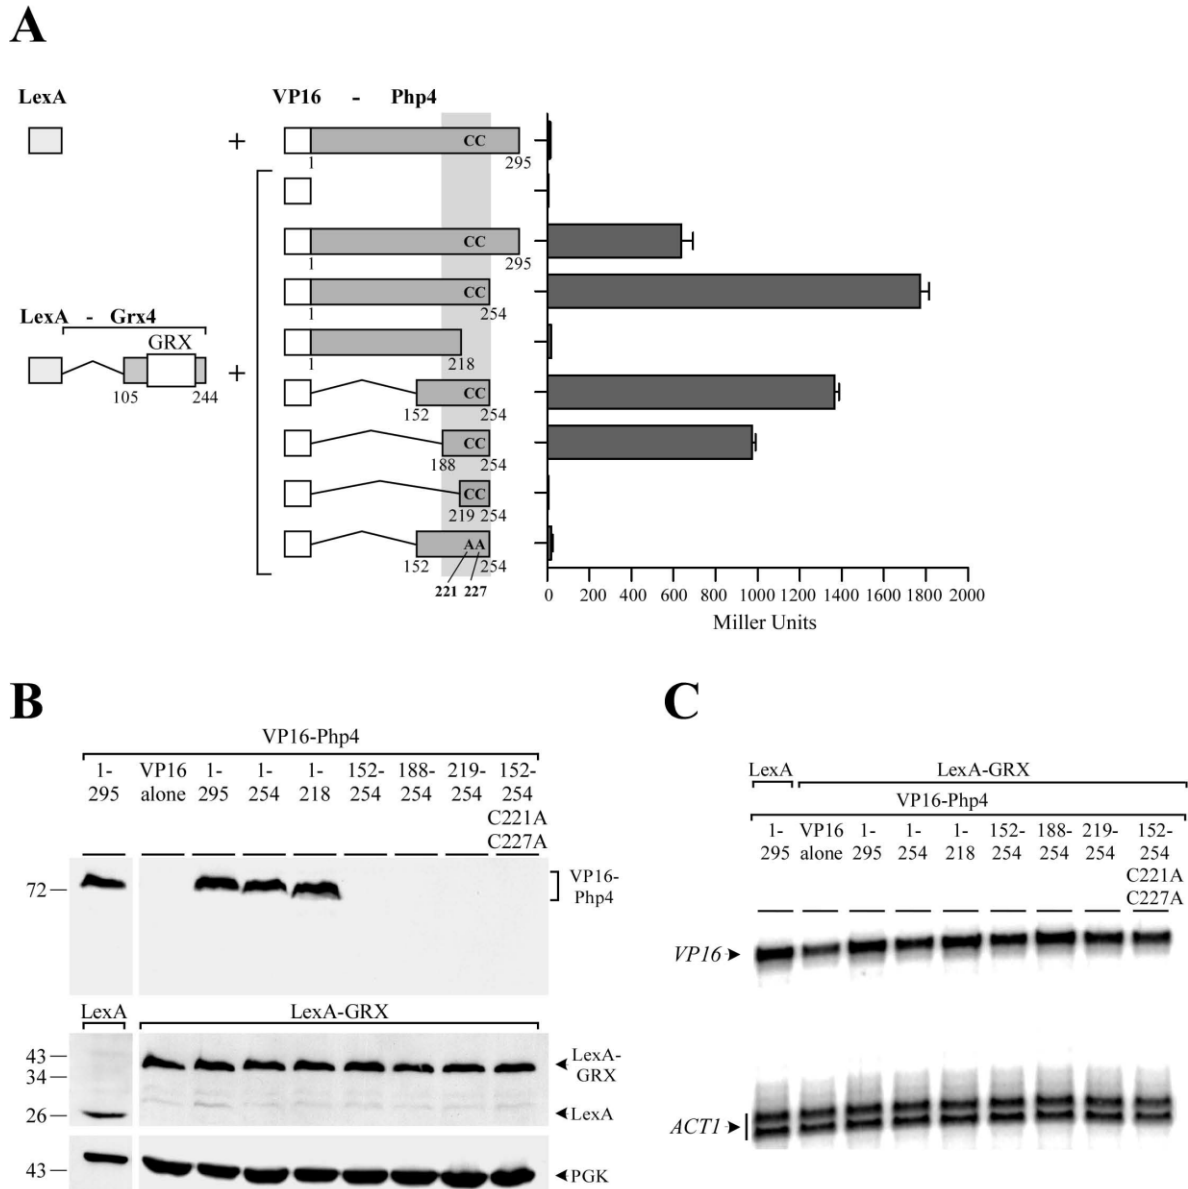 A
LexA
VP16 - Php4
+ CC
1 295
CC
1 295
CC
1 254
LexA - Grx4
GRX
1 218
+ CC
105 244
152 254
CC
188 254
CC
219 254
AA
152 254
221 227
0 200 400 600 800 1000 1200 1400 1600 1800 2000
Miller Units
B
VP16-Php4
1-295 VP16 alone 1-295 1-254 1-218 152-254 188-254 219-254 152-254 C221A C227A
72
VP16-Php4
LexA LexA-GRX
43
34
26
LexA-GRX
LexA
43
PGK
C
LexA LexA-GRX
VP16-Php4
1-295 VP16 alone 1-295 1-254 1-218 152-254 188-254 219-254 152-254 C221A C227A
VP16
ACT1